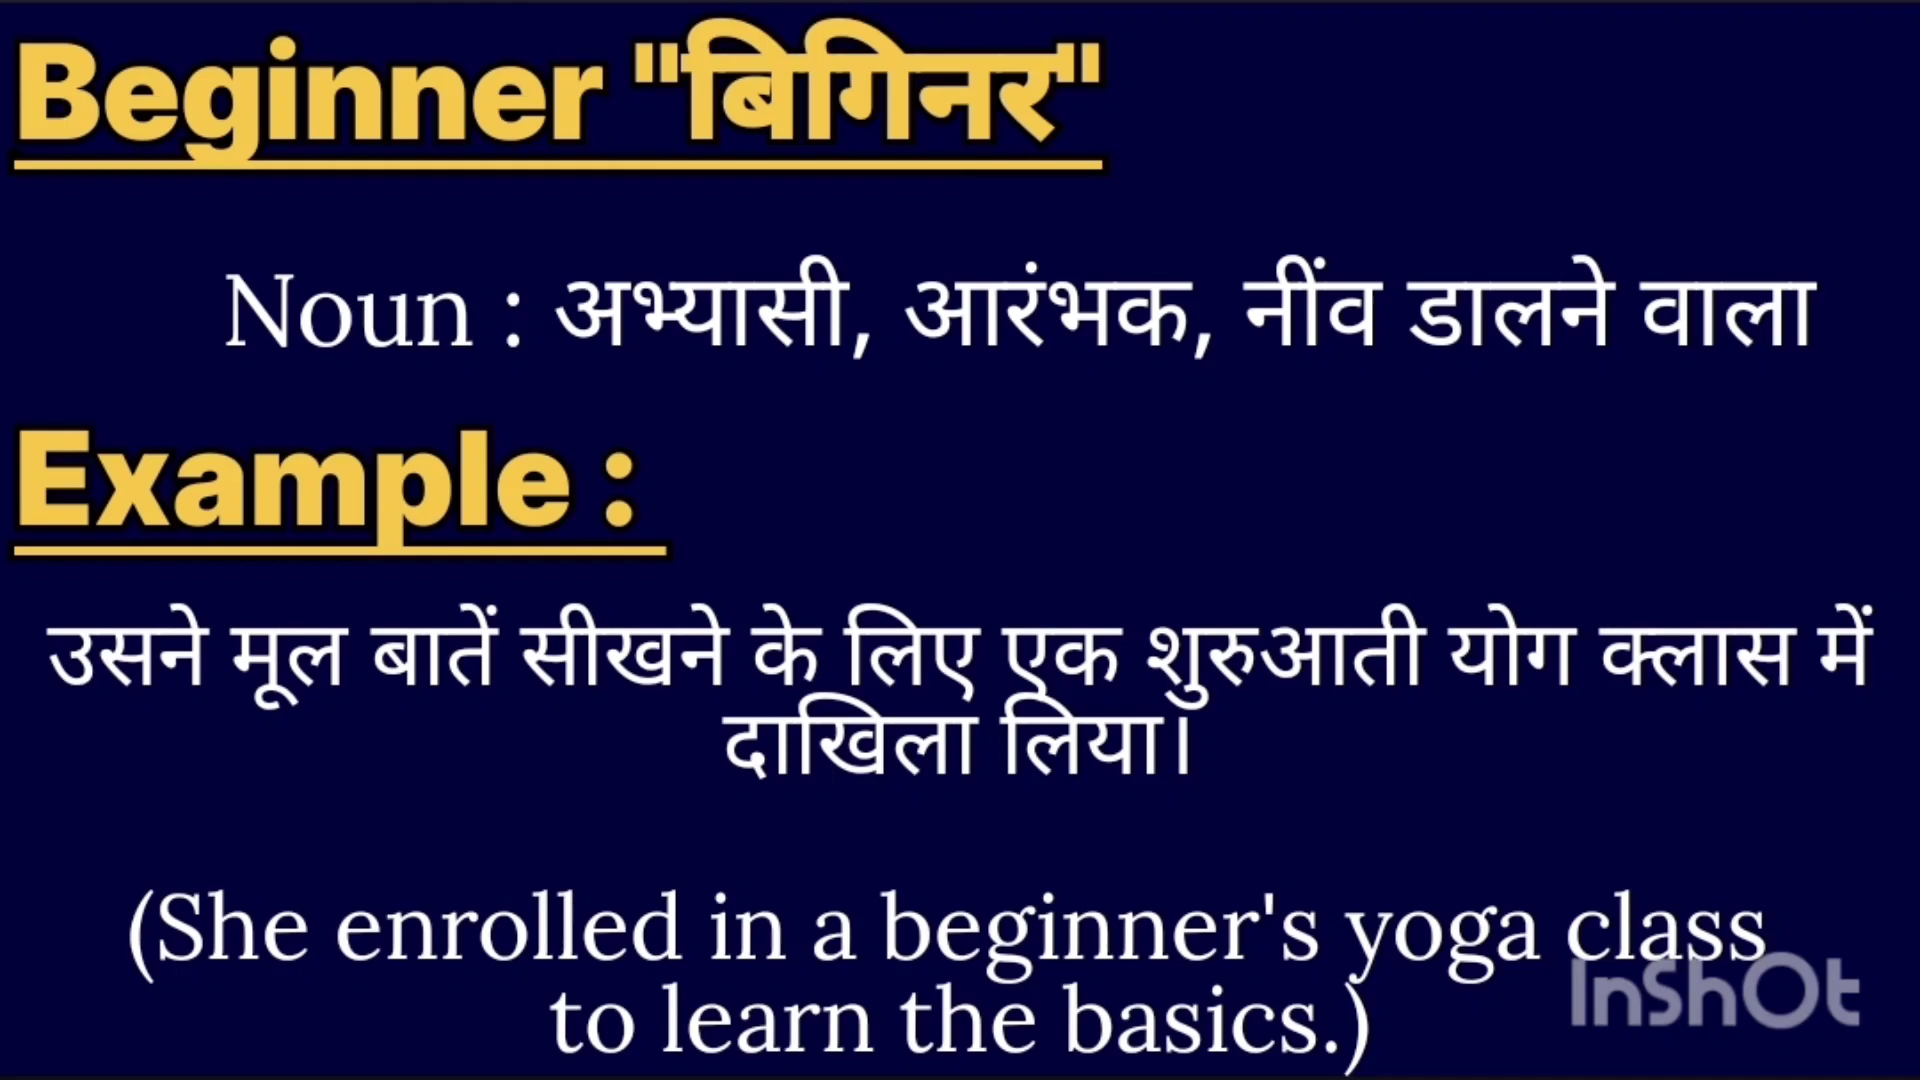 Beginner "बिगिनर"
Noun : अभ्यासी, आरंभक, नींव डालने वाला
Example :
उसने मूल बातें सीखने के लिए एक शुरुआती योग क्लास में
दाखिला लिया।
(She enrolled in a beginner's yoga class
to learn the basics.)
InShOt